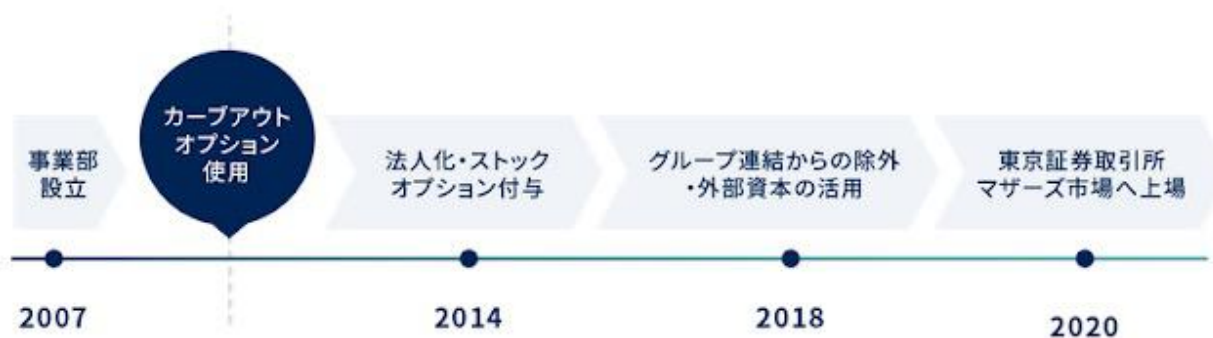 事業部
設立
カーブアウト
オプション
使用
法人化・ストック
オプション付与
グループ連結からの除外
・外部資本の活用
東京証券取引所
マザーズ市場へ上場
2007
2014
2018
2020